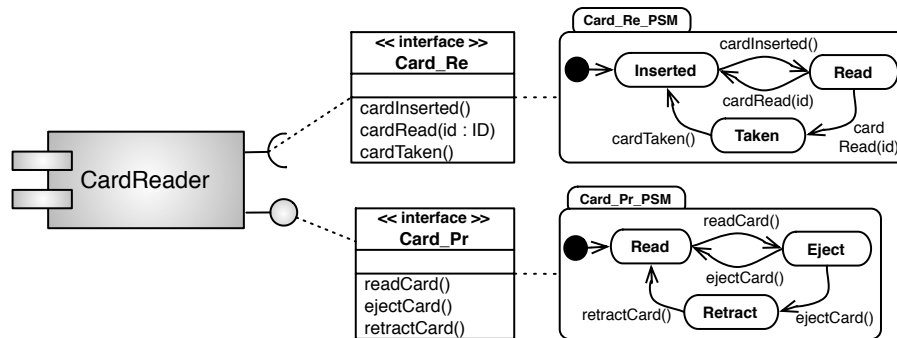 CardReader
<< interface >>
Card_Re
cardInserted()
cardRead(id : ID)
cardTaken()
Card_Re_PSM
cardInserted()
Inserted
Read
cardRead(id)
cardTaken()
Taken
card
Read(id)
<< interface >>
Card_Pr
readCard()
ejectCard()
retractCard()
Card_Pr_PSM
readCard()
Read
Eject
ejectCard()
retractCard()
Retract
ejectCard()